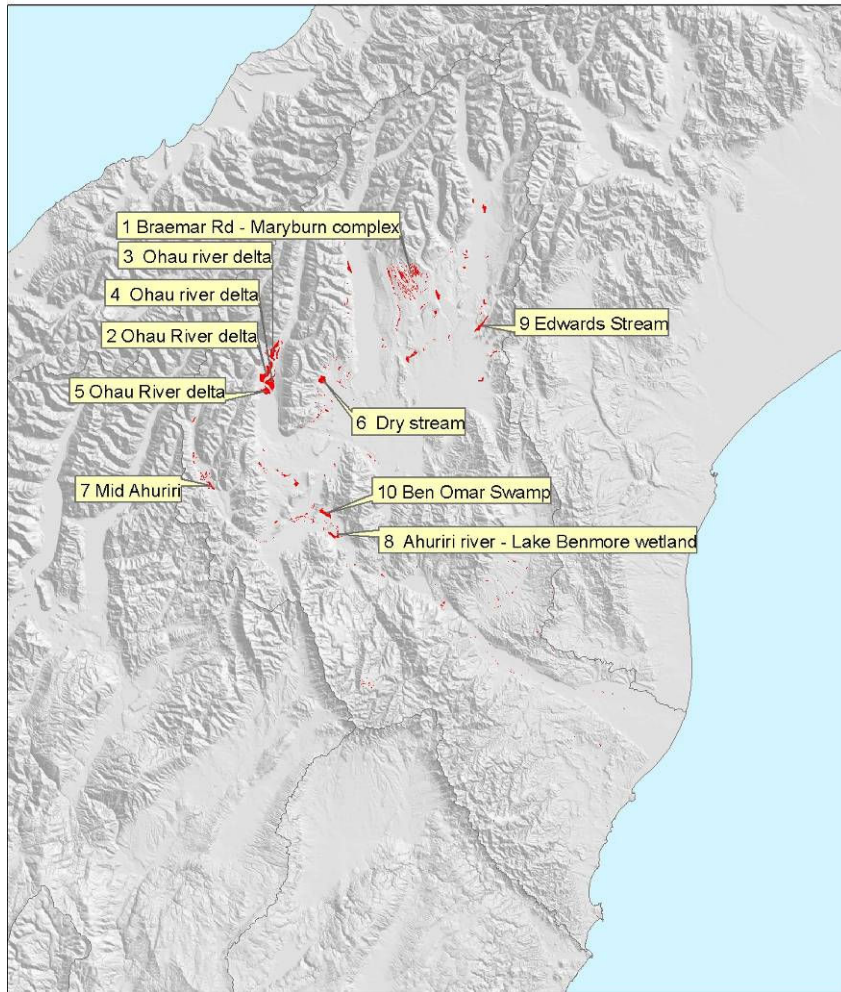 1 Braemar Rd - Maryburn complex
3 Ohau river delta
4 Ohau river delta
2 Ohau River delta
9 Edwards Stream
5 Ohau River delta
6 Dry stream
7 Mid Ahuriri
10 Ben Omar Swamp
8 Ahuriri river - Lake Benmore wetland